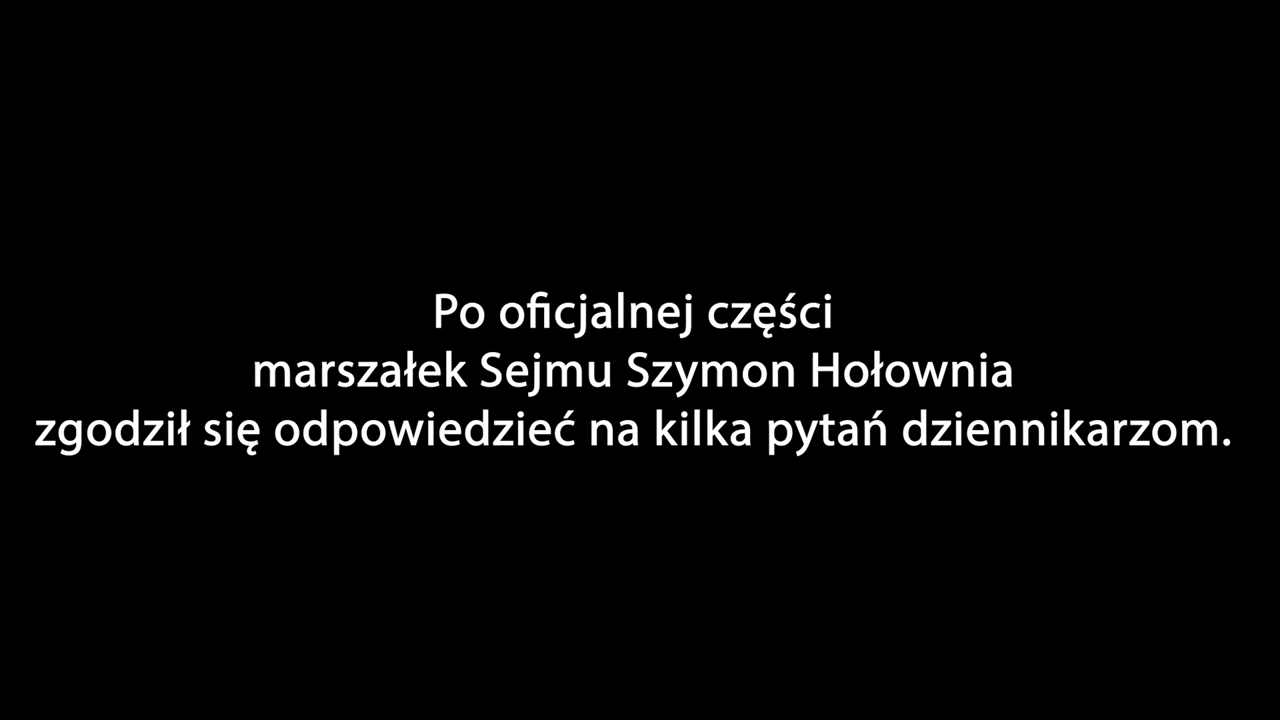 Po oficjalnej części
marszałek Sejmu Szymon Hołownia
zgodził się odpowiedzieć na kilka pytań dziennikarzom.